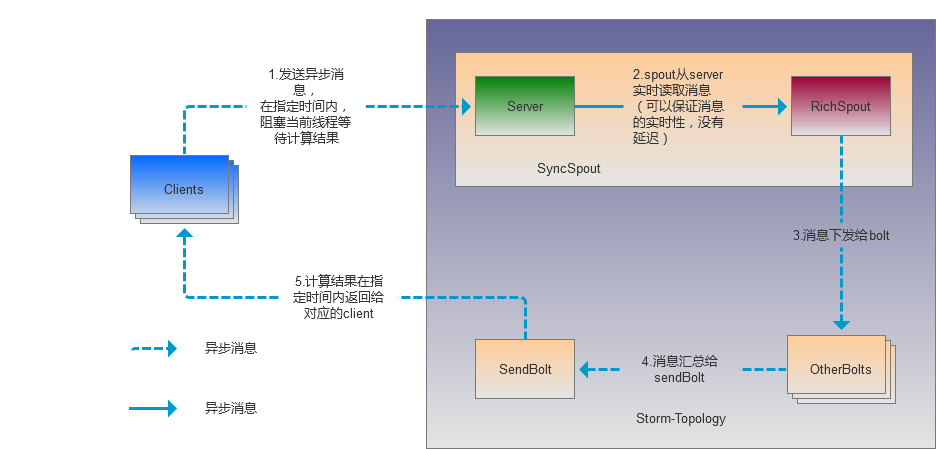 1.发送异步消
息，
在指定时间内，
阻塞当前线程等
待计算结果
Server
2.spout从server
实时读取消息
（可以保证消息
的实时性，没有
延迟）
RichSpout
SyncSpout
Clients
3.消息下发给bolt
5.计算结果在指
定时间内返回给
对应的client
异步消息
SendBolt
4.消息汇总给
sendBolt
OtherBolts
异步消息
Storm-Topology